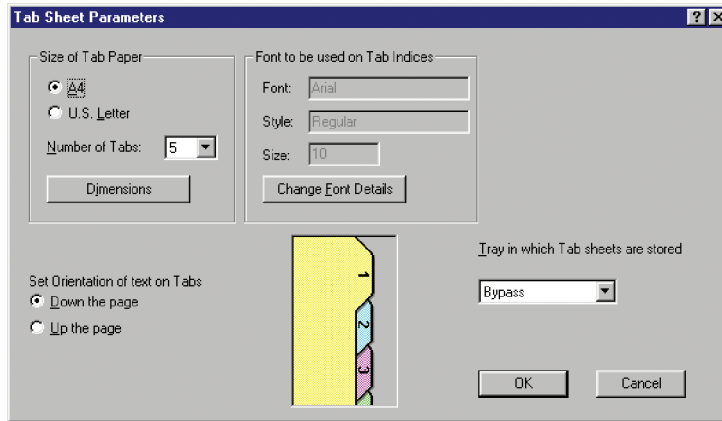 Tab Sheet Parameters
Size of Tab Paper
A4
U.S. Letter
Number of Tabs: 5
Dimensions
Font to be used on Tab Indices
Font: Arial
Style: Regular
Size: 10
Change Font Details
Set Orientation of text on Tabs
Down the page
Up the page
1
2
3
Tray in which Tab sheets are stored
Bypass
OK
Cancel